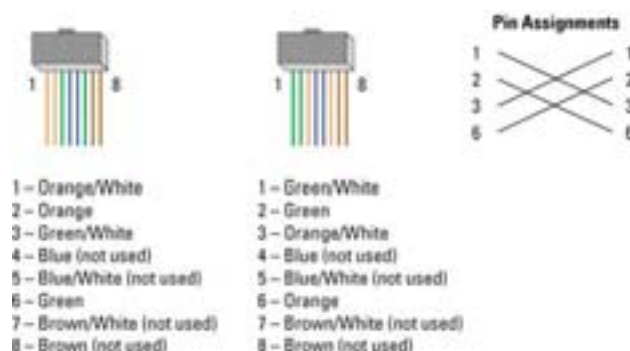 Pin Assignments
1 1
2 2
3 3
6 6
1 8
1 8
1 – Orange/White
2 – Orange
3 – Green/White
4 – Blue (not used)
5 – Blue/White (not used)
6 – Green
7 – Brown/White (not used)
8 – Brown (not used)
1 – Green/White
2 – Green
3 – Orange/White
4 – Blue (not used)
5 – Blue/White (not used)
6 – Orange
7 – Brown/White (not used)
8 – Brown (not used)